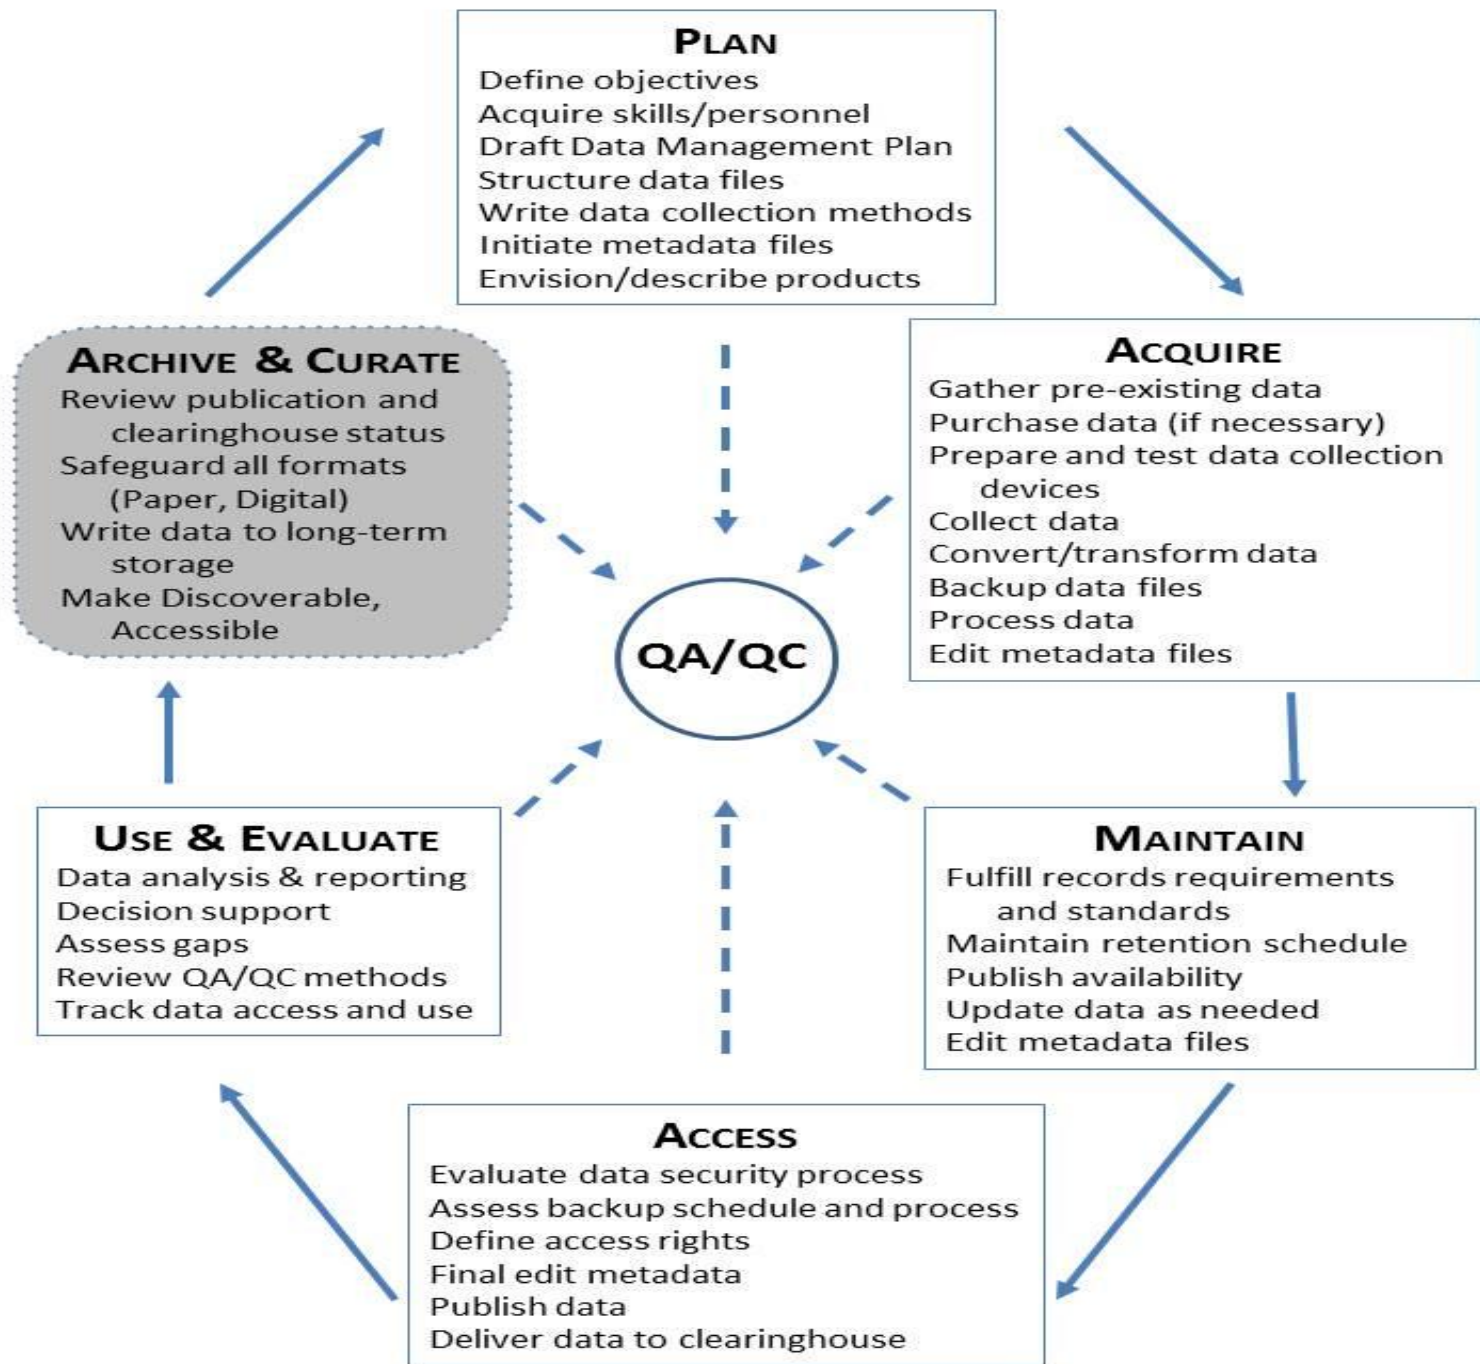 PLAN
Define objectives
Acquire skills/personnel
Draft Data Management Plan
Structure data files
Write data collection methods
Initiate metadata files
Envision/describe products
ARCHIVE & CURATE
Review publication and
clearinghouse status
Safeguard all formats
(Paper, Digital)
Write data to long-term
storage
Make Discoverable,
Accessible
ACQUIRE
Gather pre-existing data
Purchase data (if necessary)
Prepare and test data collection
devices
Collect data
Convert/transform data
Backup data files
Process data
Edit metadata files
QA/QC
USE & EVALUATE
Data analysis & reporting
Decision support
Assess gaps
Review QA/QC methods
Track data access and use
MAINTAIN
Fulfill records requirements
and standards
Maintain retention schedule
Publish availability
Update data as needed
Edit metadata files
ACCESS
Evaluate data security process
Assess backup schedule and process
Define access rights
Final edit metadata
Publish data
Deliver data to clearinghouse